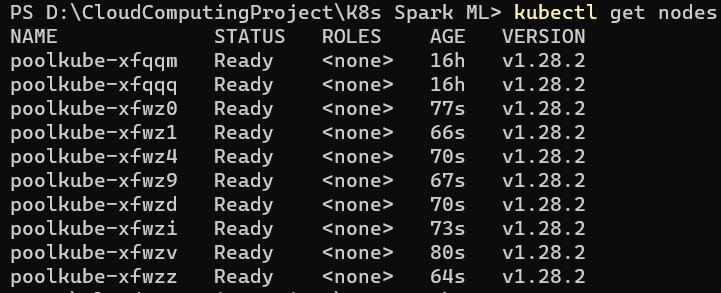 PS D:\CloudComputingProject\K8s Spark ML> kubectl get nodes
NAME STATUS ROLES AGE VERSION
poolkube-xfqqm Ready <none> 16h v1.28.2
poolkube-xfqqq Ready <none> 16h v1.28.2
poolkube-xfwz0 Ready <none> 77s v1.28.2
poolkube-xfwz1 Ready <none> 66s v1.28.2
poolkube-xfwz4 Ready <none> 70s v1.28.2
poolkube-xfwz9 Ready <none> 67s v1.28.2
poolkube-xfwzd Ready <none> 70s v1.28.2
poolkube-xfwzi Ready <none> 73s v1.28.2
poolkube-xfwzv Ready <none> 80s v1.28.2
poolkube-xfwzz Ready <none> 64s v1.28.2